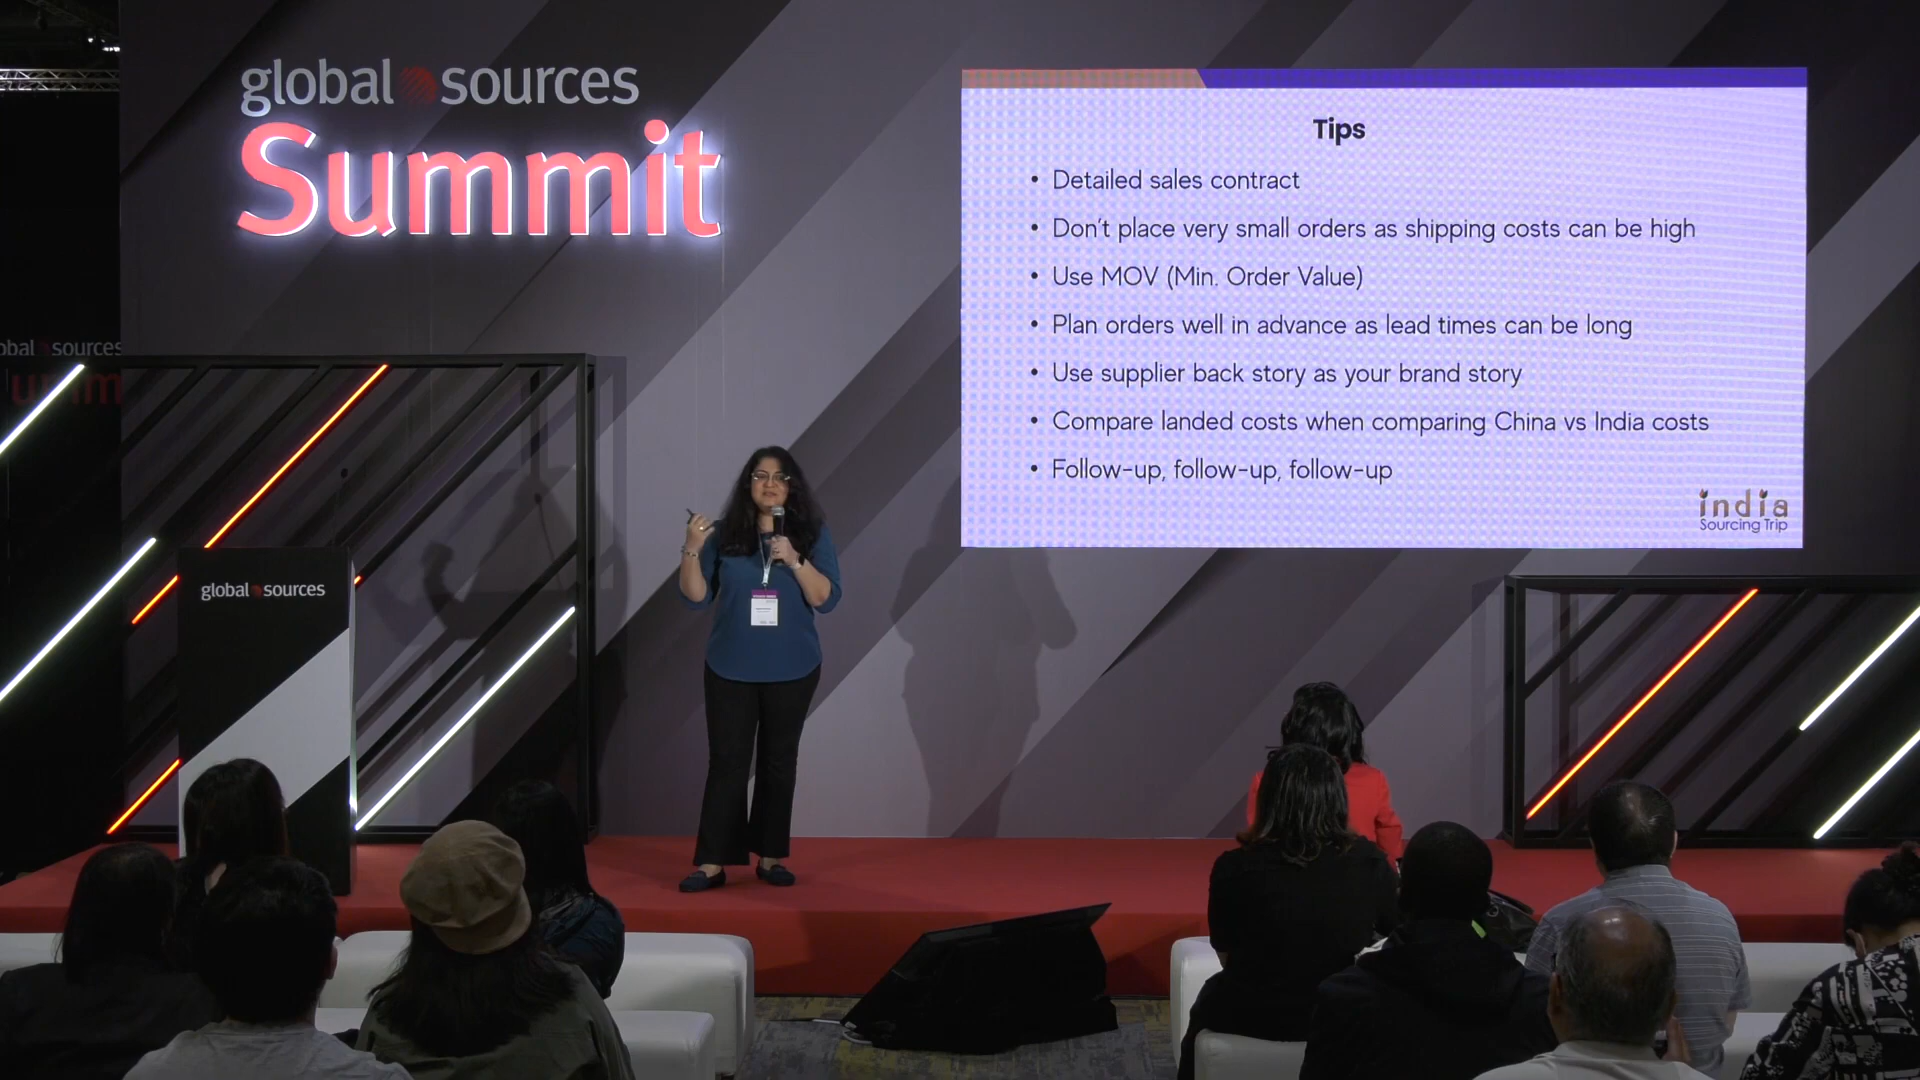 global sources
Summit
Tips
• Detailed sales contract
• Don't place very small orders as shipping costs can be high
• Use MOV (Min. Order Value)
• Plan orders well in advance as lead times can be long
• Use supplier back story as your brand story
• Compare landed costs when comparing China vs India costs
• Follow-up, follow-up, follow-up
india
Sourcing Trip
obal sources
umm
global sources